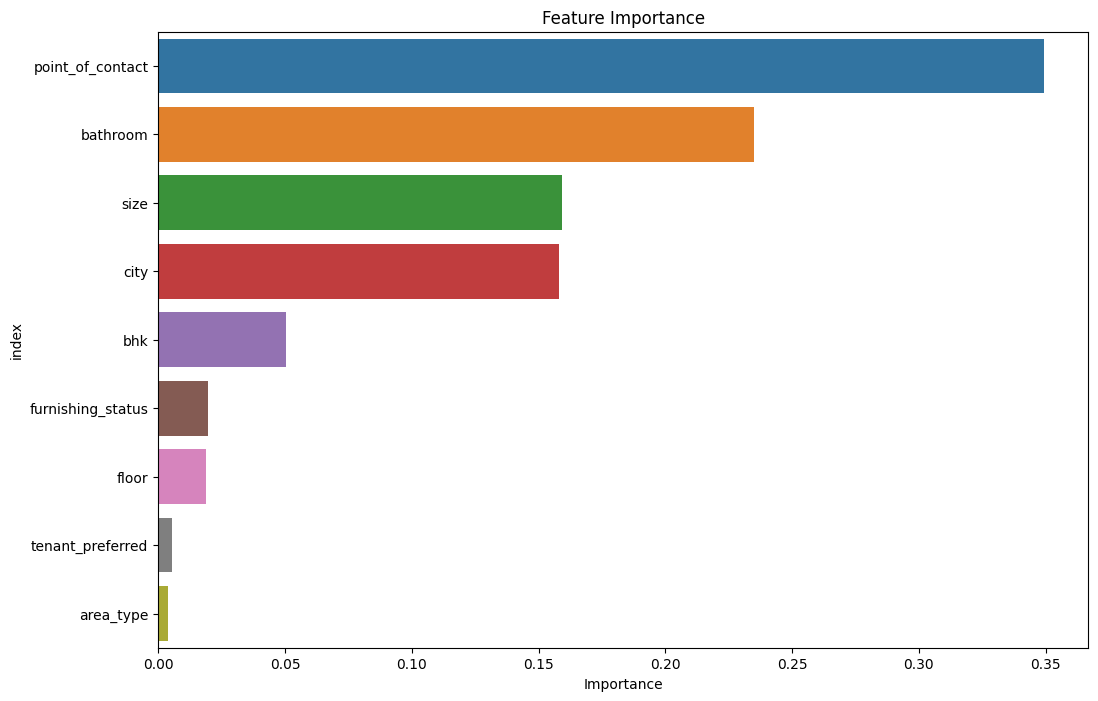 Feature Importance
point_of_contact
bathroom
size
city
bhk
furnishing_status
floor
tenant_preferred
area_type
index
0.00 0.05 0.10 0.15 0.20 0.25 0.30 0.35
Importance